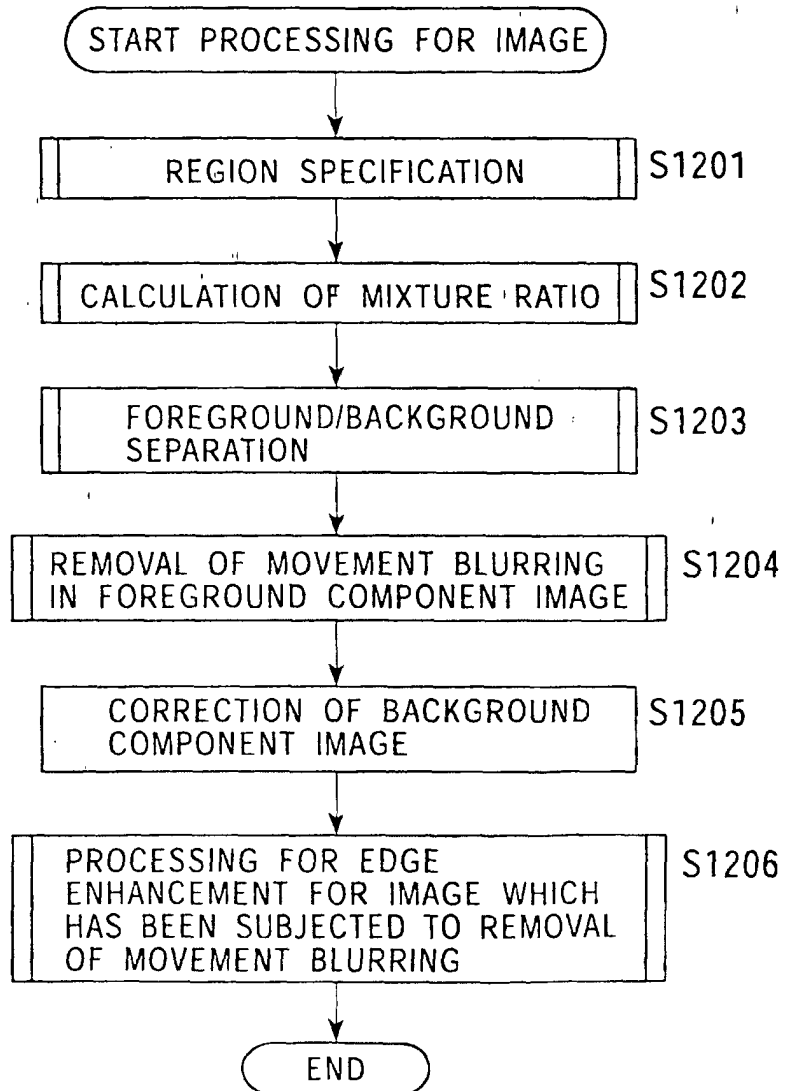 START PROCESSING FOR IMAGE
REGION SPECIFICATION
S1201
CALCULATION OF MIXTURE RATIO
S1202
FOREGROUND/BACKGROUND
SEPARATION
S1203
REMOVAL OF MOVEMENT BLURRING
IN FOREGROUND COMPONENT IMAGE
S1204
CORRECTION OF BACKGROUND
COMPONENT IMAGE
S1205
PROCESSING FOR EDGE
ENHANCEMENT FOR IMAGE WHICH
HAS BEEN SUBJECTED TO REMOVAL
OF MOVEMENT BLURRING
S1206
END